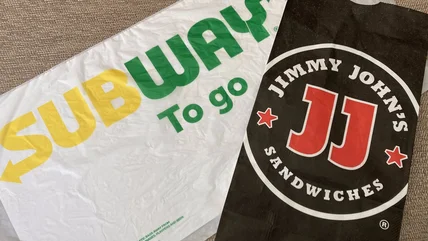 SUBWAY
To go
JIMMY JOHN'S
JJ
SANDWICHES
®